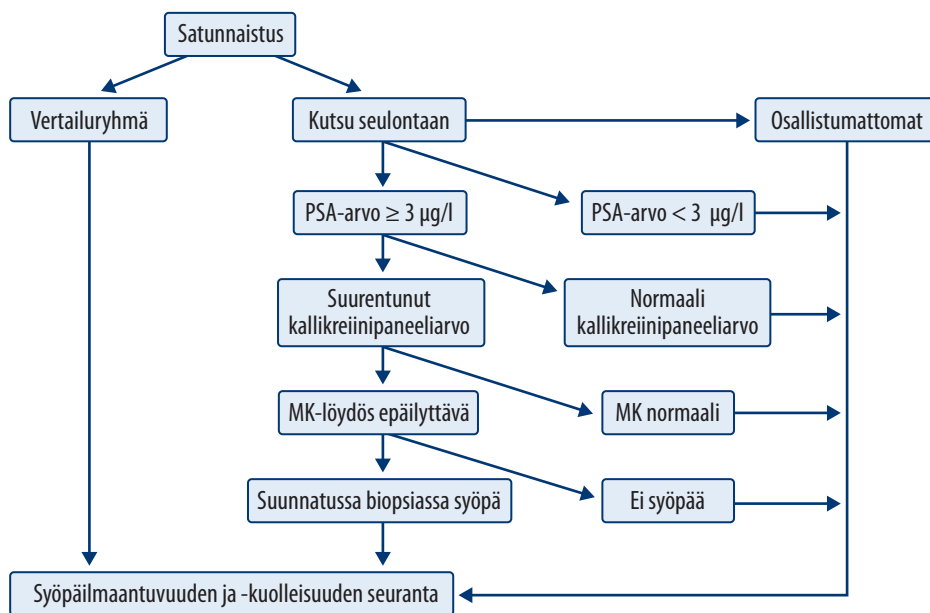 Satunnaistus
Vertailuryhmä
Kutsu seulontaan
Osallistumattomat
PSA-arvo ≥ 3 µg/l
PSA-arvo < 3 µg/l
Suurentunut
kallikreiinipaneeliarvo
Normaali
kallikreiinipaneeliarvo
MK-löydös epäilyttävä
MK normaali
Suunnatussa biopsiassa syöpä
Ei syöpää
Syöpäilmaantuvuuden ja -kuolleisuuden seuranta